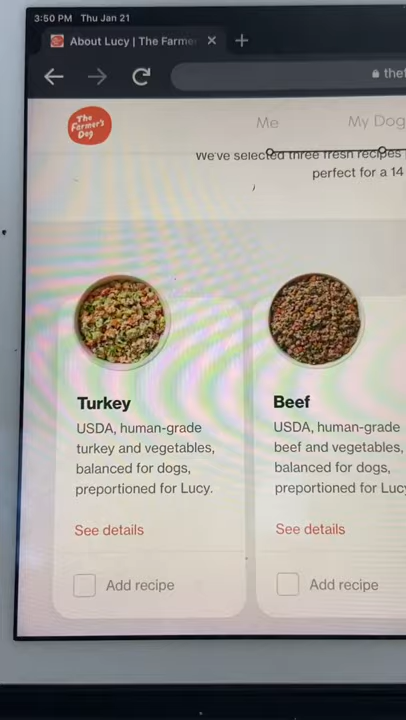 3:50 PM Thu Jan 21
About Lucy | The Farme
thef
The Farmer's Dog
Me
My Dog
We've selected three fresh recipes
perfect for a 14
Turkey
USDA, human-grade
turkey and vegetables,
balanced for dogs,
preportioned for Lucy.
See details
Add recipe
Beef
USDA, human-grade
beef and vegetables,
balanced for dogs,
preportioned for Lucy
See details
Add recipe